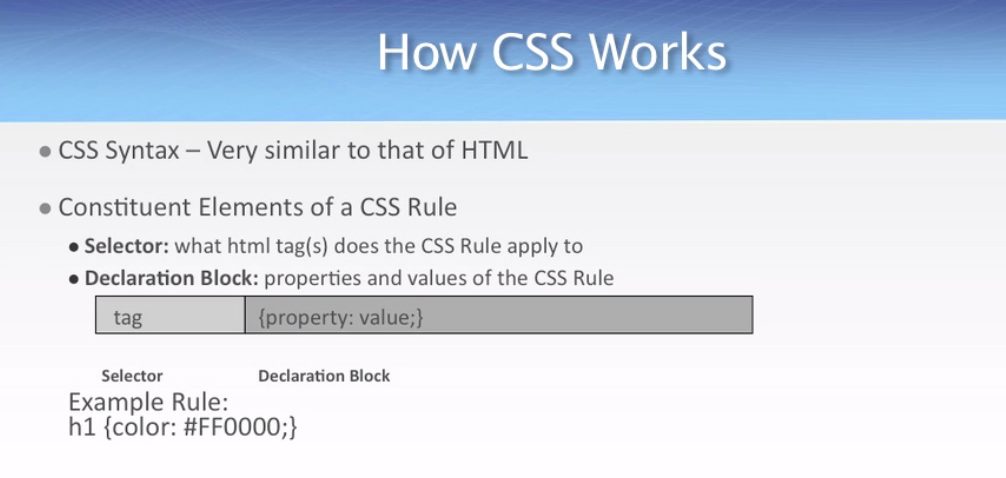 How CSS Works
CSS Syntax – Very similar to that of HTML
Constituent Elements of a CSS Rule
Selector: what html tag(s) does the CSS Rule apply to
Declaration Block: properties and values of the CSS Rule
tag {property: value;}
Selector Declaration Block
Example Rule:
h1 {color: #FF0000;}